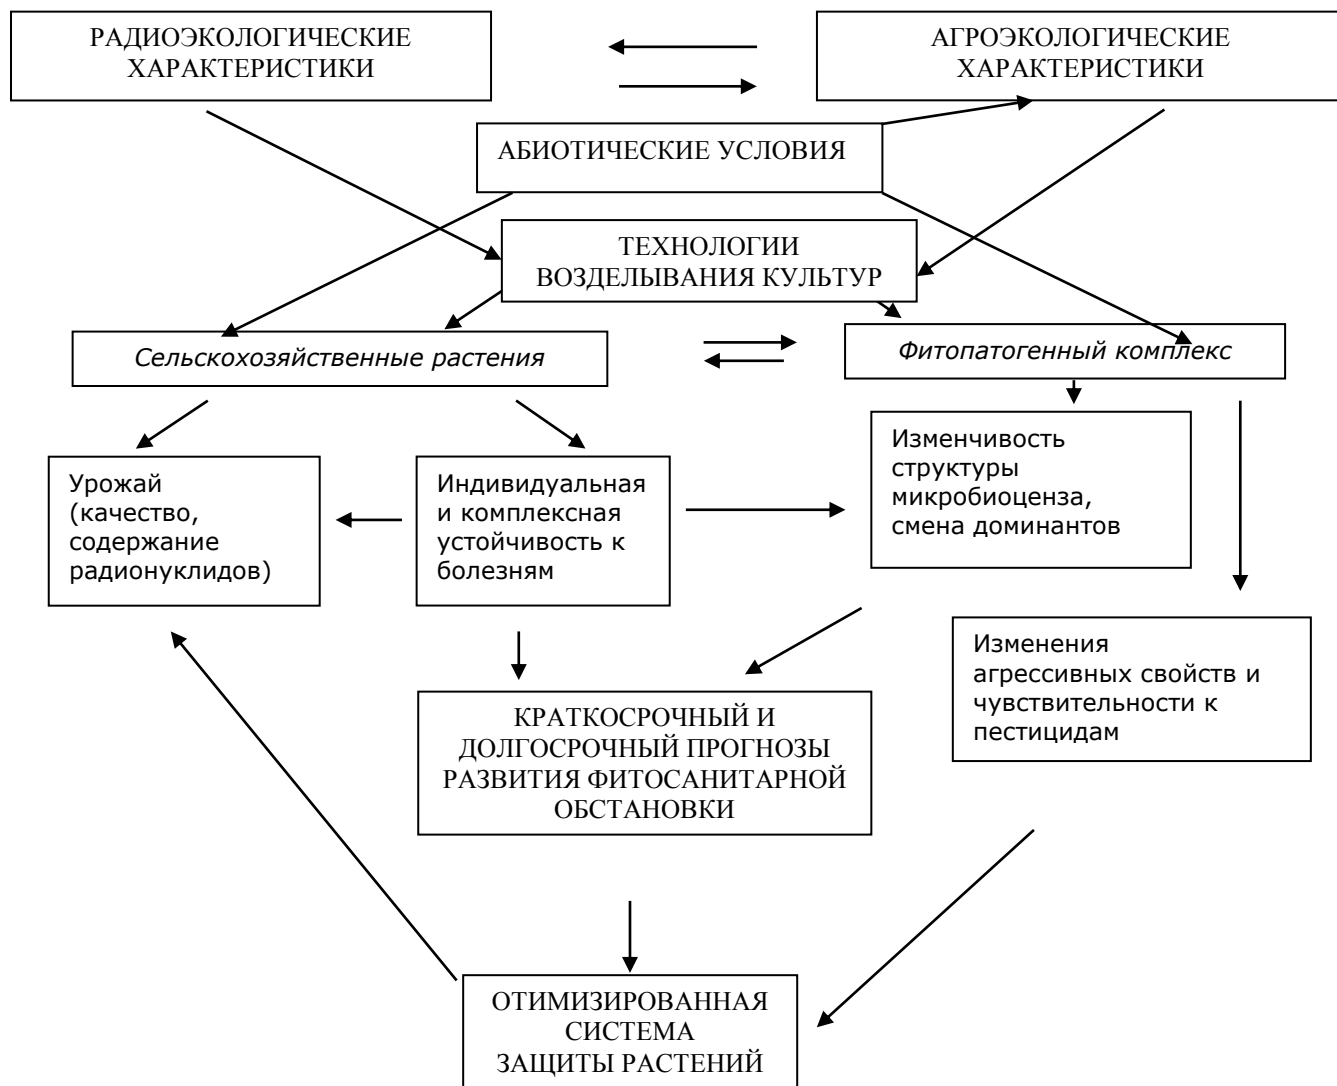 РАДИОЭКОЛОГИЧЕСКИЕ
ХАРАКТЕРИСТИКИ
АГРОЭКОЛОГИЧЕСКИЕ
ХАРАКТЕРИСТИКИ
АБИОТИЧЕСКИЕ УСЛОВИЯ
ТЕХНОЛОГИИ
ВОЗДЕЛЫВАНИЯ КУЛЬТУР
Сельскохозяйственные растения
Фитопатогенный комплекс
Урожай
(качество,
содержание
радионуклидов)
Индивидуальная
и комплексная
устойчивость к
болезням
Изменчивость
структуры
микробиоценза,
смена доминантов
Изменения
агрессивных свойств и
чувствительности к
пестицидам
КРАТКОСРОЧНЫЙ И
ДОЛГОСРОЧНЫЙ ПРОГНОЗЫ
РАЗВИТИЯ ФИТОСАНИТАРНОЙ
ОБСТАНОВКИ
ОТИМИЗИРОВАННАЯ
СИСТЕМА
ЗАЩИТЫ РАСТЕНИЙ